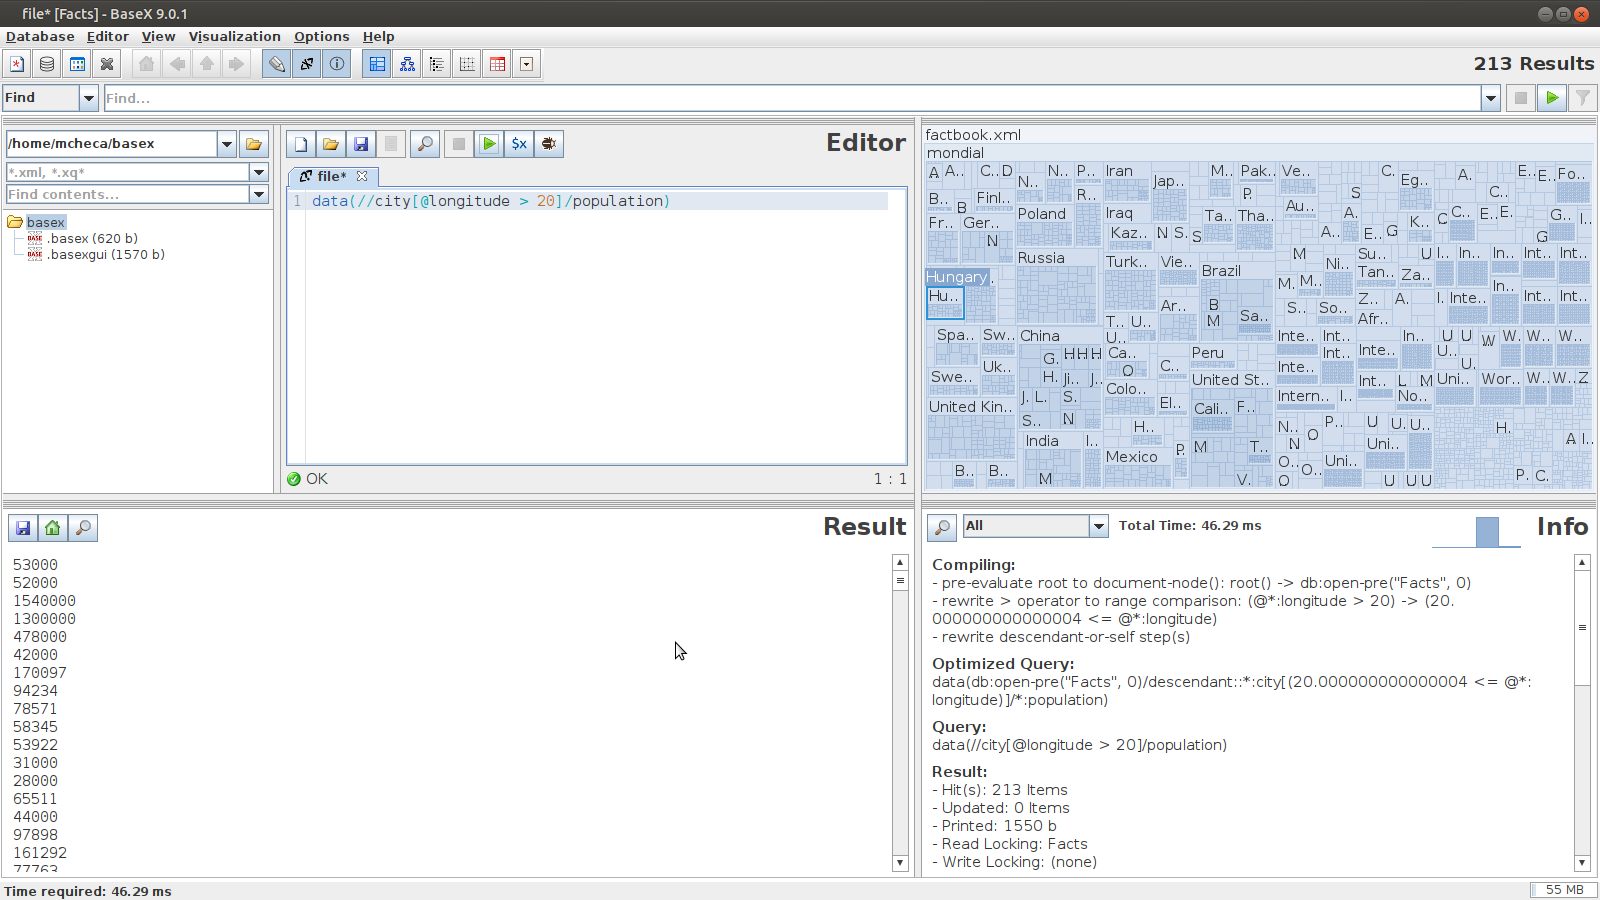 file* [Facts] - BaseX 9.0.1
Database Editor View Visualization Options Help
213 Results
Find Find...
/home/mcheca/basex
*.xml, *.xq*
Find contents...
basex
.basex (620 b)
.basexgui (1570 b)
Editor
file*
1 data(//city[@longitude > 20]/population)
OK 1 : 1
factbook.xml
mondial
A A.. C.. D N.. N.. P.. Iran Jap.. M.. Pak.. Ve.. S C. Eg.. A. C.. E.. E.. Fo..
B.. B Finl.. R..
Fr.. Ger.. N Poland Iraq Kaz.. N S. S Ta.. Tha.. P. Au.. A. A.. E.. G K.. C C.. E.. E.. G.. I.. G
Russia Turk.. Vie.. Brazil M Ni.. Su.. Tan.. U.. I.. In.. In.. Int.. Int..
Hungary
Hu.. Ar.. B M Sa.. M. M.. S.. So.. Z.. A. Za.. Afr.. I. Inte.. In.. Int.. Int..
Spa.. Sw.. China T.. U.. U.. Inte.. Int.. In.. U U W W.. W.. W..
Swe.. Uk.. G. H H H H. Ji.. J.. Ca.. O C.. Peru Inte.. Int.. Inte.. U.. U.
United Kin.. J. L.. S. S.. N Colo.. El.. United St.. Cali.. F.. Intern.. I.. Int.. L M No.. Uni.. Wor.. W.. W.. Z
India I.. M H.. Mexico P. M T.. V. N.. N O P.. U U.. U.. Uni.. H. A I..
B.. B.. O.. O O Uni.. U U U P. C.
Result
53000
52000
1540000
1300000
478000
42000
170097
94234
78571
58345
53922
31000
28000
65511
44000
97898
161292
77763
All Total Time: 46.29 ms Info
Compiling:
- pre-evaluate root to document-node(): root() -> db:open-pre("Facts", 0)
- rewrite > operator to range comparison: (@*:longitude > 20) -> (20.
000000000000004 <= @*:longitude)
- rewrite descendant-or-self step(s)
Optimized Query:
data(db:open-pre("Facts", 0)/descendant::*:city[(20.000000000000004 <= @*:
longitude)]/*:population)
Query:
data(//city[@longitude > 20]/population)
Result:
- Hit(s): 213 Items
- Updated: 0 Items
- Printed: 1550 b
- Read Locking: Facts
- Write Locking: (none)
Time required: 46.29 ms
55 MB